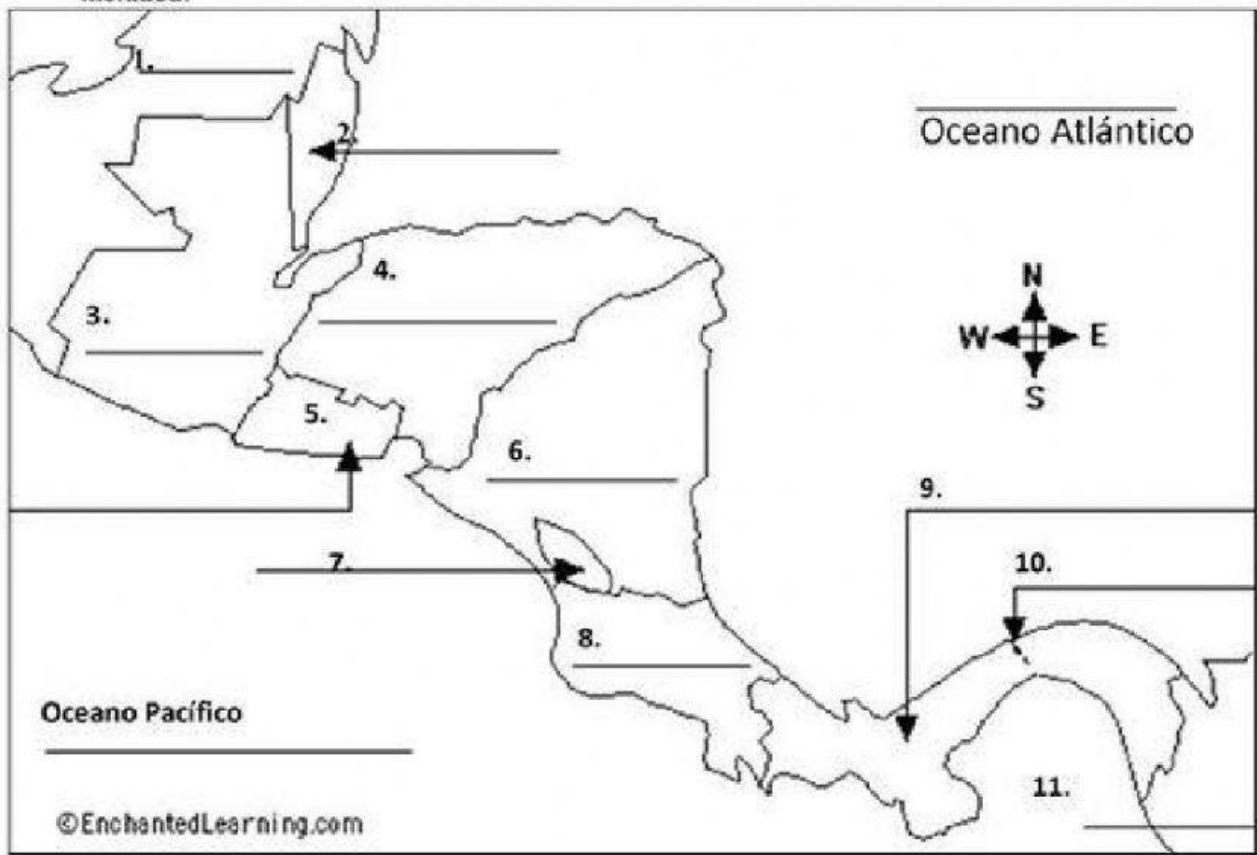 1.
2.
Oceano Atlántico
4.
N
3.
W E
S
5.
6.
9.
7.
10.
8.
Oceano Pacífico
11.
©EnchantedLearning.com